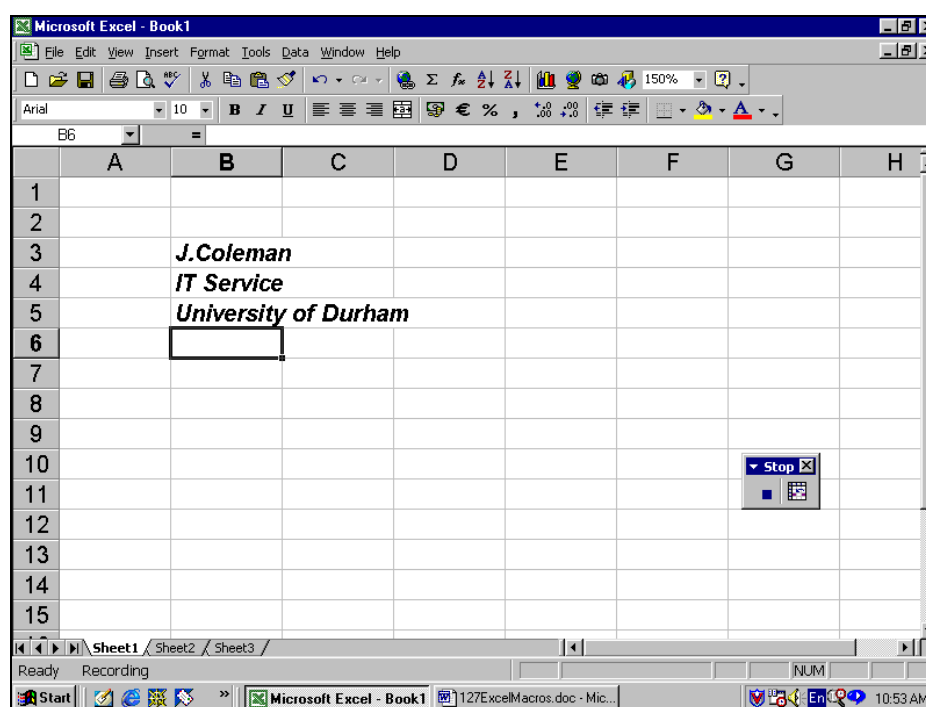 Microsoft Excel - Book1
File Edit View Insert Format Tools Data Window Help
150%
Arial 10 B I U € % ,
B6 =
A B C D E F G H
1
2
3 J.Coleman
4 IT Service
5 University of Durham
6
7
8
9
10 Stop
11
12
13
14
15
Sheet1 Sheet2 Sheet3
Ready Recording NUM
Start » Microsoft Excel - Book1 127ExcelMacros.doc - Mic... En 10:53 AM